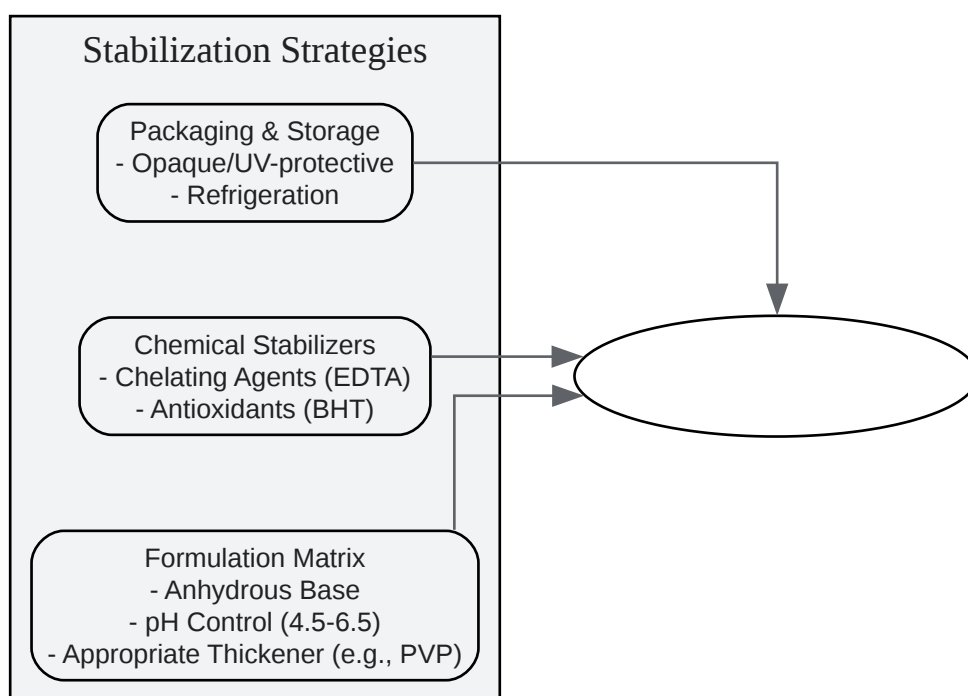 Stabilization Strategies
Packaging & Storage
- Opaque/UV-protective
- Refrigeration
Chemical Stabilizers
- Chelating Agents (EDTA)
- Antioxidants (BHT)
Formulation Matrix
- Anhydrous Base
- pH Control (4.5-6.5)
- Appropriate Thickener (e.g., PVP)